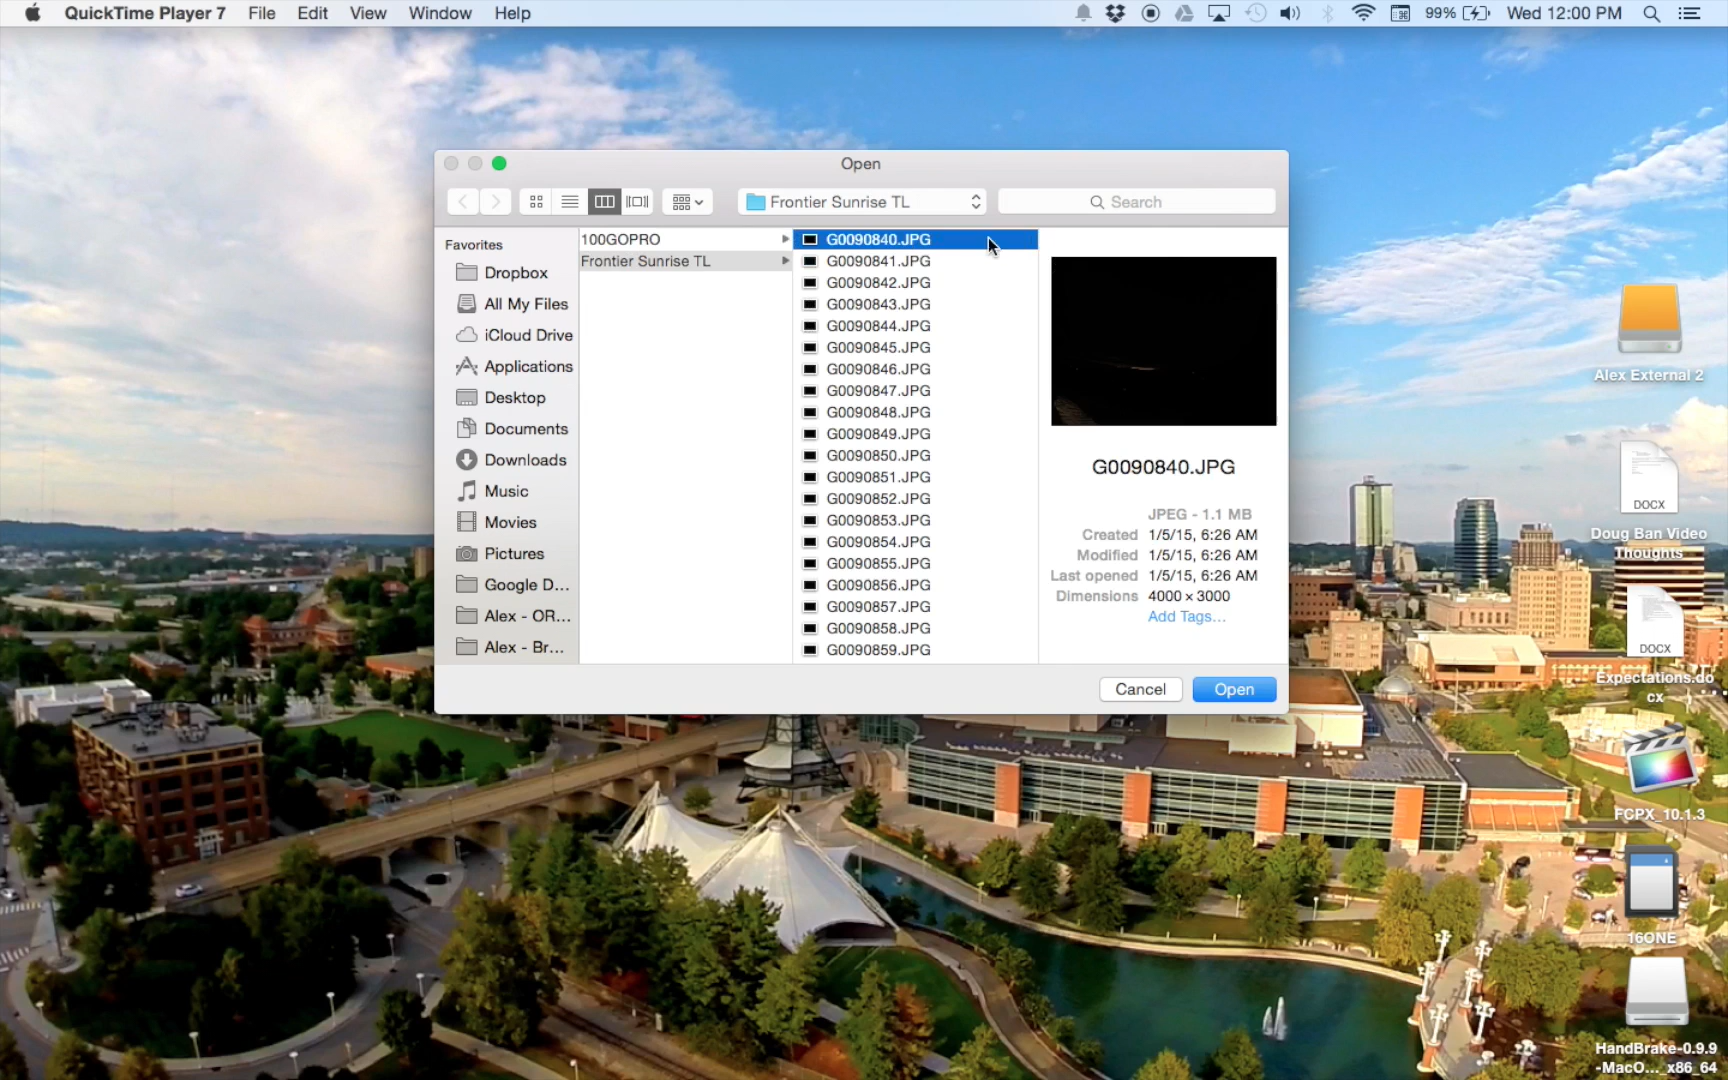 QuickTime Player 7 File Edit View Window Help 99% Wed 12:00 PM
Open
Frontier Sunrise TL Search
Favorites
Dropbox
All My Files
iCloud Drive
Applications
Desktop
Documents
Downloads
Music
Movies
Pictures
Google D...
Alex - OR...
Alex - Br...
100GOPRO
Frontier Sunrise TL
G0090840.JPG
G0090841.JPG
G0090842.JPG
G0090843.JPG
G0090844.JPG
G0090845.JPG
G0090846.JPG
G0090847.JPG
G0090848.JPG
G0090849.JPG
G0090850.JPG
G0090851.JPG
G0090852.JPG
G0090853.JPG
G0090854.JPG
G0090855.JPG
G0090856.JPG
G0090857.JPG
G0090858.JPG
G0090859.JPG
G0090840.JPG
JPEG - 1.1 MB
Created 1/5/15, 6:26 AM
Modified 1/5/15, 6:26 AM
Last opened 1/5/15, 6:26 AM
Dimensions 4000 × 3000
Add Tags...
Cancel Open
Alex External 2
DOCX
Doug Ban Video
Thoughts
DOCX
Expectations.do
cx
FCPX_10.1.3
16ONE
HandBrake-0.9.9
-MacO..._x86_64